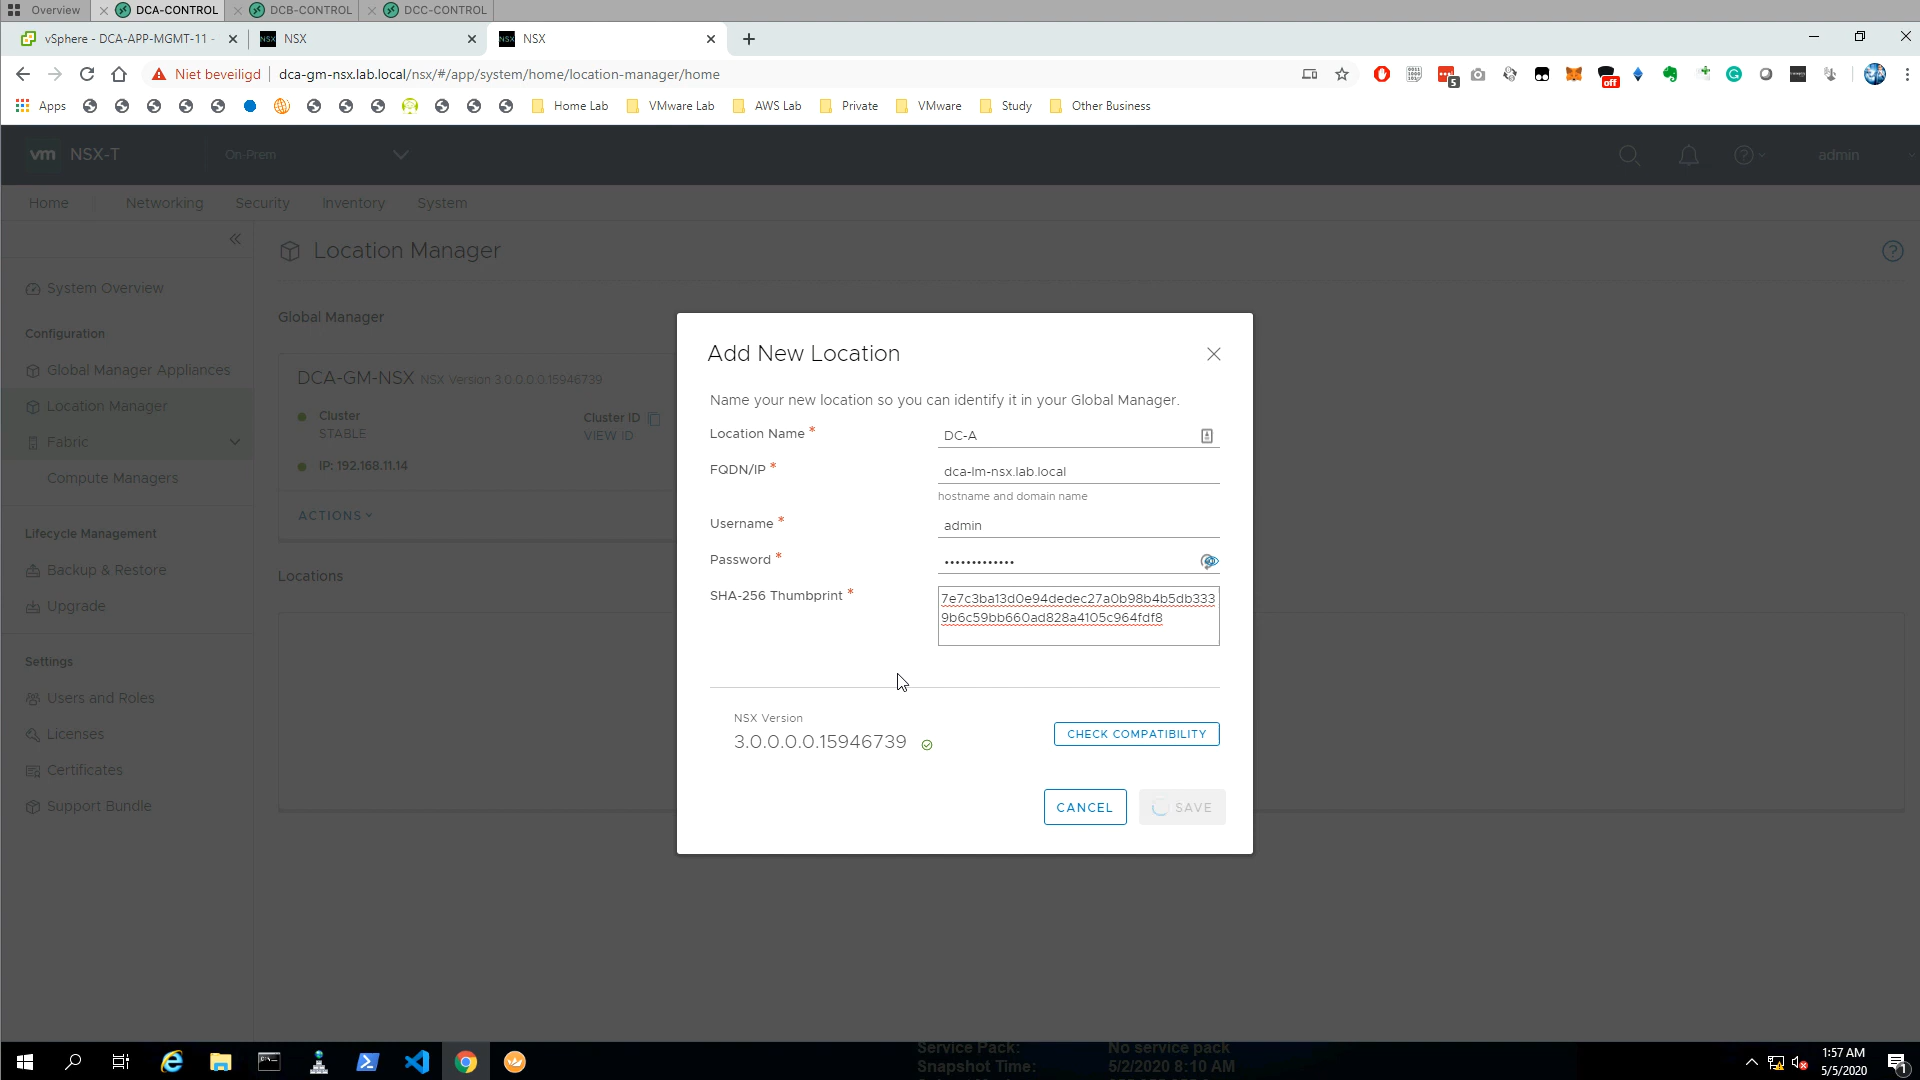 Overview
DCA-CONTROL
DCB-CONTROL
DCC-CONTROL
vSphere - DCA-APP-MGMT-11 -
NSX
NSX
Niet beveiligd
dca-gm-nsx.lab.local/nsx/#/app/system/home/location-manager/home
5
off
Apps
Home Lab
VMware Lab
AWS Lab
Private
VMware
Study
Other Business
vm NSX-T
On-Prem
admin
Home
Networking
Security
Inventory
System
Location Manager
System Overview
Configuration
Global Manager Appliances
Location Manager
Fabric
Compute Managers
Lifecycle Management
Backup & Restore
Upgrade
Settings
Users and Roles
Licenses
Certificates
Support Bundle
Global Manager
DCA-GM-NSX NSX Version 3.0.0.0.0.15946739
Cluster
STABLE
Cluster ID
VIEW ID
IP: 192.168.11.14
ACTIONS
Locations
Add New Location
Name your new location so you can identify it in your Global Manager.
Location Name *
DC-A
FQDN/IP *
dca-lm-nsx.lab.local
hostname and domain name
Username *
admin
Password *
•••••••••••••
SHA-256 Thumbprint *
7e7c3ba13d0e94dedec27a0b98b4b5db333
9b6c59bb660ad828a4105c964fdf8
NSX Version
3.0.0.0.0.15946739
CHECK COMPATIBILITY
CANCEL
SAVE
Service Pack: No service pack
Snapshot Time: 5/2/2020 8:10 AM
1:57 AM
5/5/2020
1